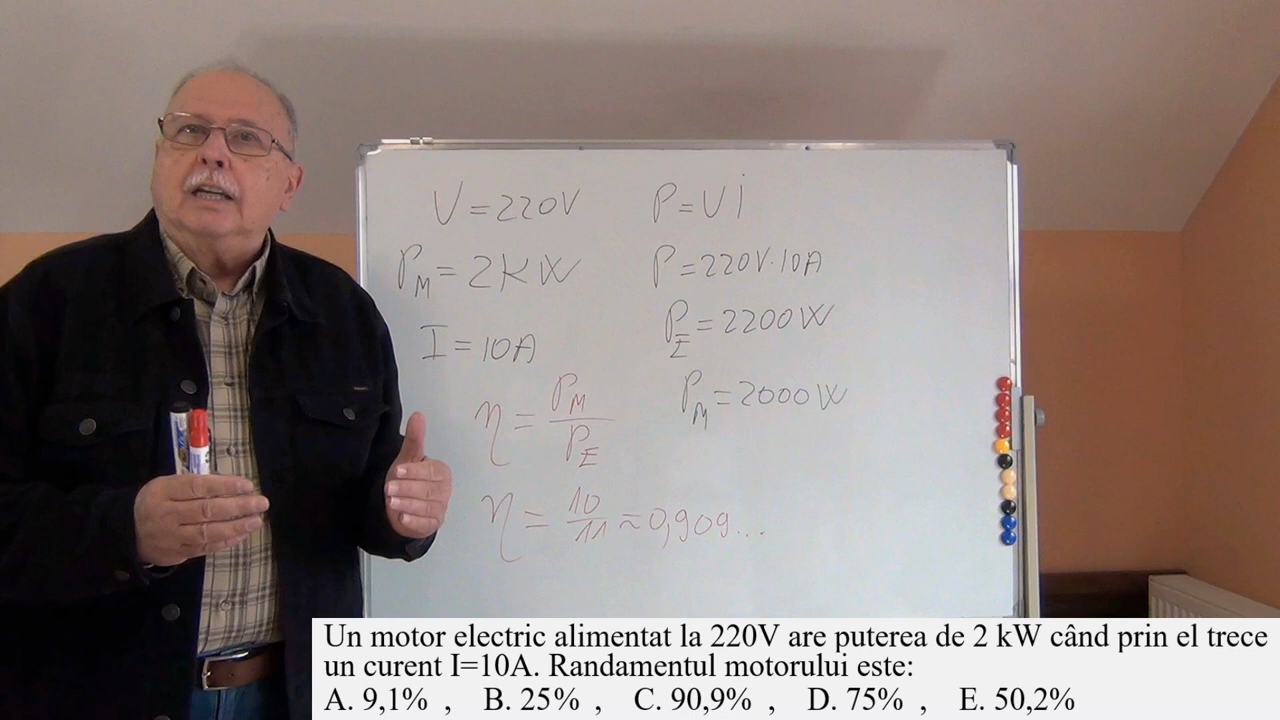 U = 220V
P = U i
P_M = 2KW
P = 220V·10A
I = 10A
P_E = 2200W
P_M = 2000W
η = P_M / P_E
η = 10/11 ≈ 0,909...
Un motor electric alimentat la 220V are puterea de 2 kW când prin el trece
un curent I=10A. Randamentul motorului este:
A. 9,1% , B. 25% , C. 90,9% , D. 75% , E. 50,2%